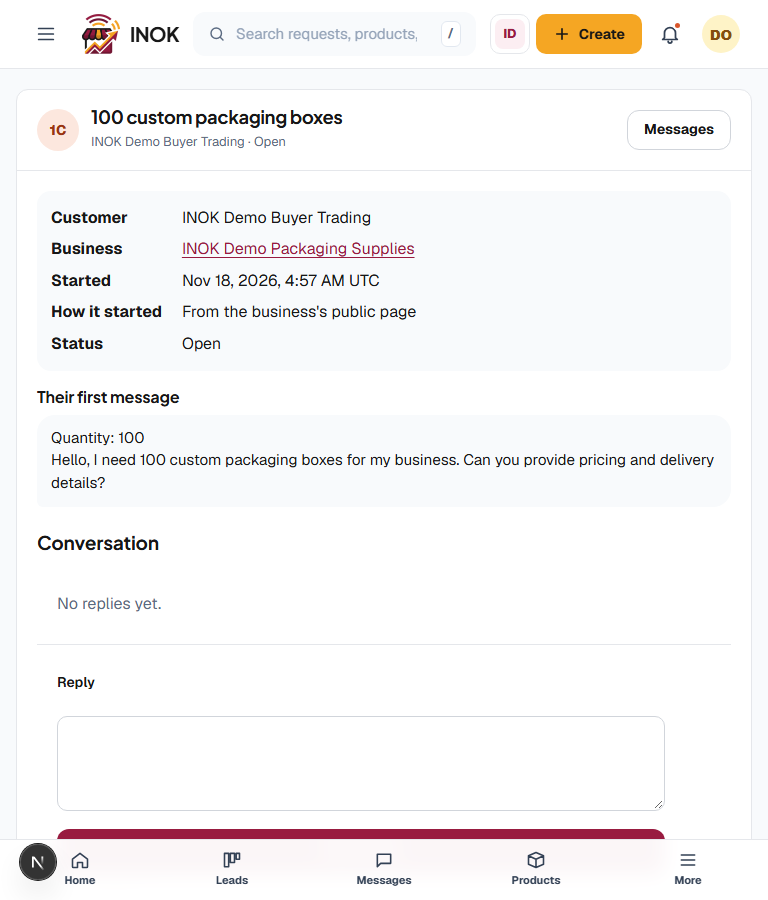 INOK
Search requests, products,
/
ID
+ Create
DO
1C
100 custom packaging boxes
INOK Demo Buyer Trading · Open
Messages
Customer INOK Demo Buyer Trading
Business INOK Demo Packaging Supplies
Started Nov 18, 2026, 4:57 AM UTC
How it started From the business's public page
Status Open
Their first message
Quantity: 100
Hello, I need 100 custom packaging boxes for my business. Can you provide pricing and delivery
details?
Conversation
No replies yet.
Reply
N
Home
Leads
Messages
Products
More